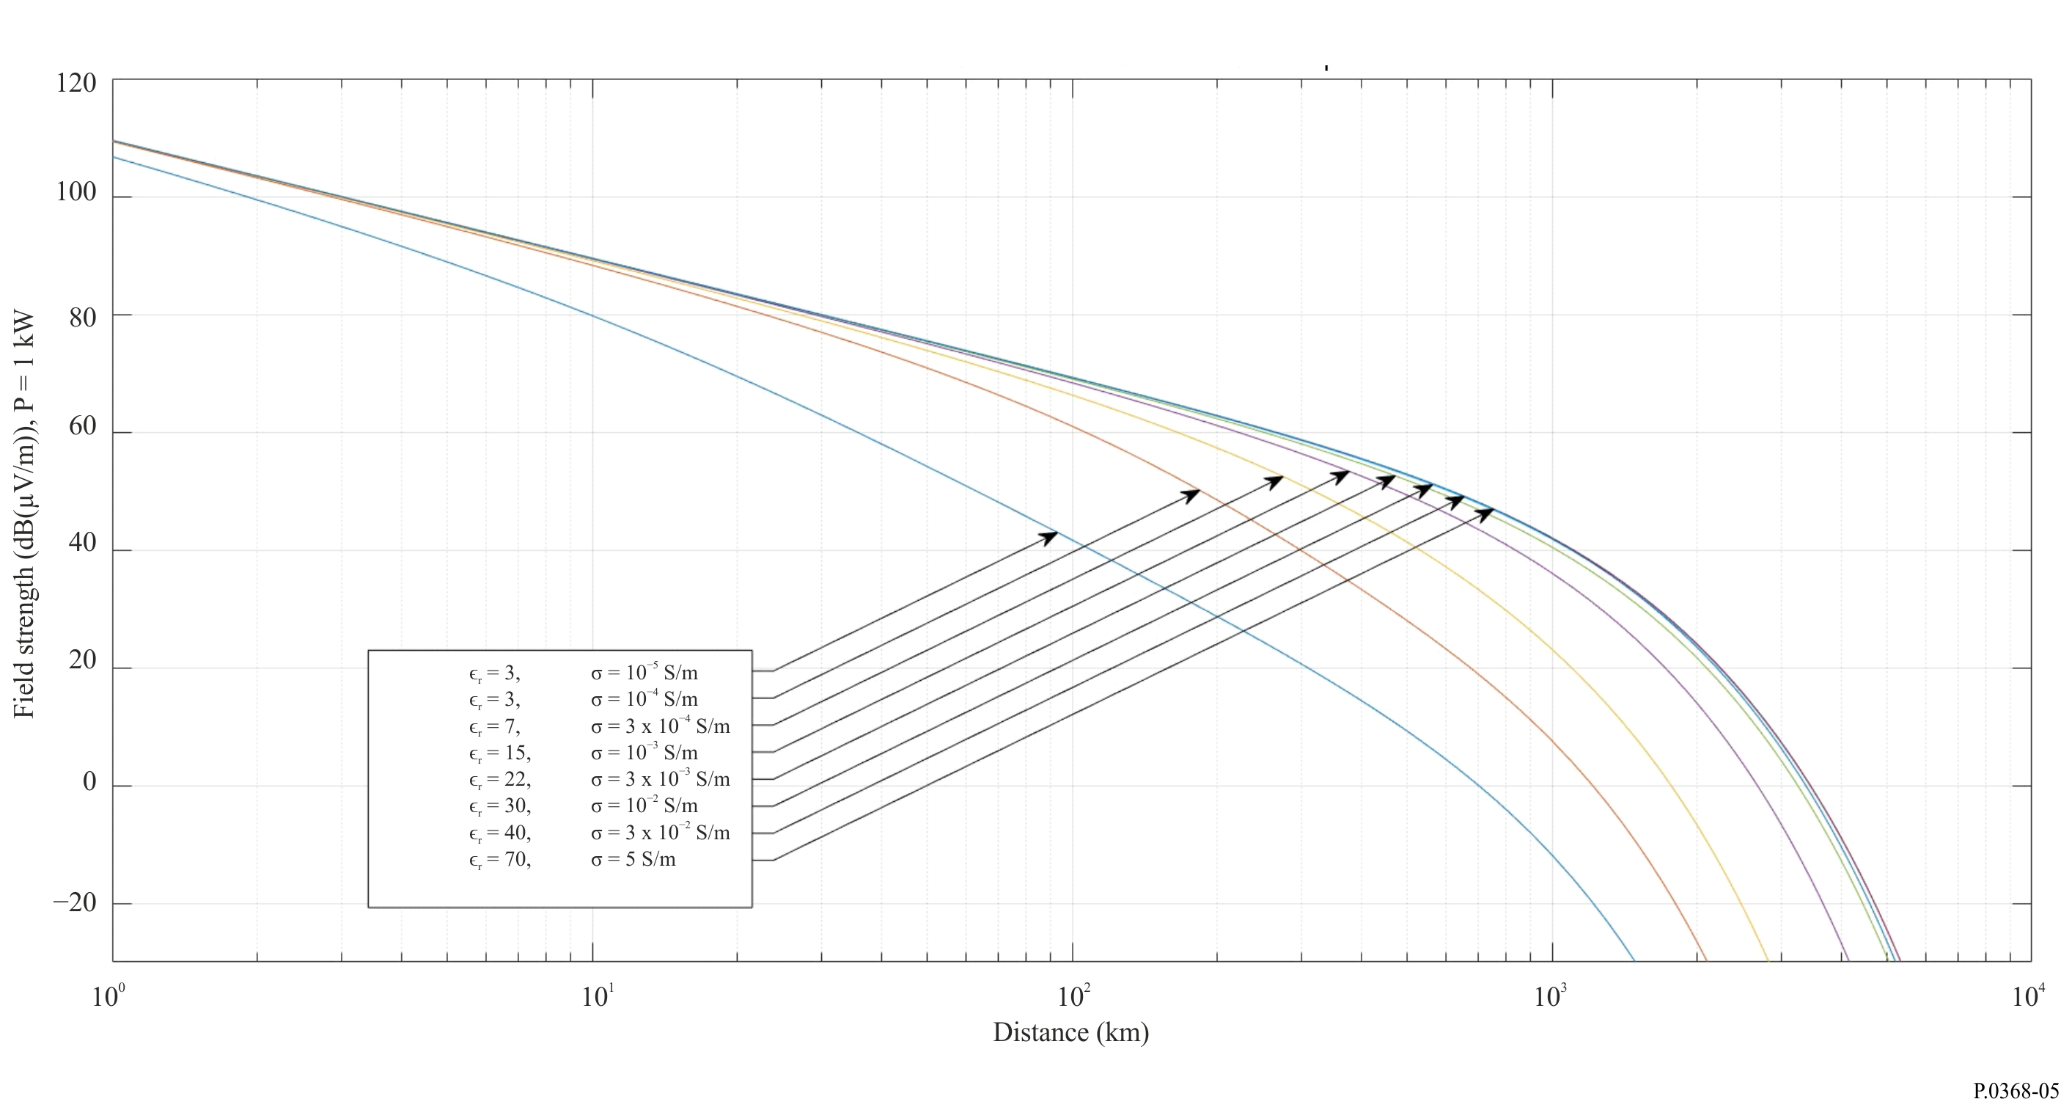 120
100
80
60
40
20
0
−20
Field strength (dB(µV/m)), P = 1 kW
ϵᵣ = 3, σ = 10⁻⁵ S/m
ϵᵣ = 3, σ = 10⁻⁴ S/m
ϵᵣ = 7, σ = 3 x 10⁻⁴ S/m
ϵᵣ = 15, σ = 10⁻³ S/m
ϵᵣ = 22, σ = 3 x 10⁻³ S/m
ϵᵣ = 30, σ = 10⁻² S/m
ϵᵣ = 40, σ = 3 x 10⁻² S/m
ϵᵣ = 70, σ = 5 S/m
10⁰ 10¹ 10² 10³ 10⁴
Distance (km)
P.0368-05